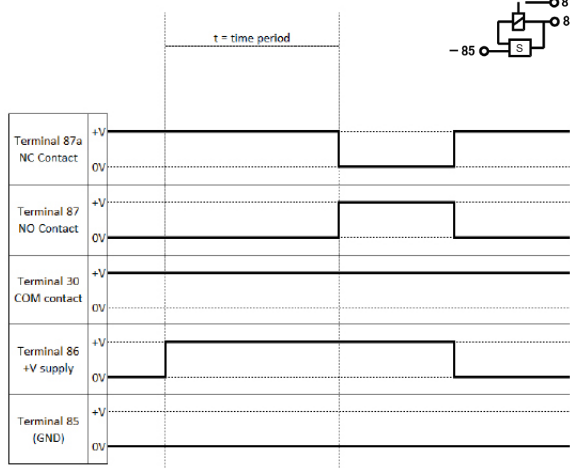 8
8
– 85
S
t = time period
Terminal 87a
NC Contact
+V
0V
Terminal 87
NO Contact
+V
0V
Terminal 30
COM contact
+V
0V
Terminal 86
+V supply
+V
0V
Terminal 85
(GND)
+V
0V